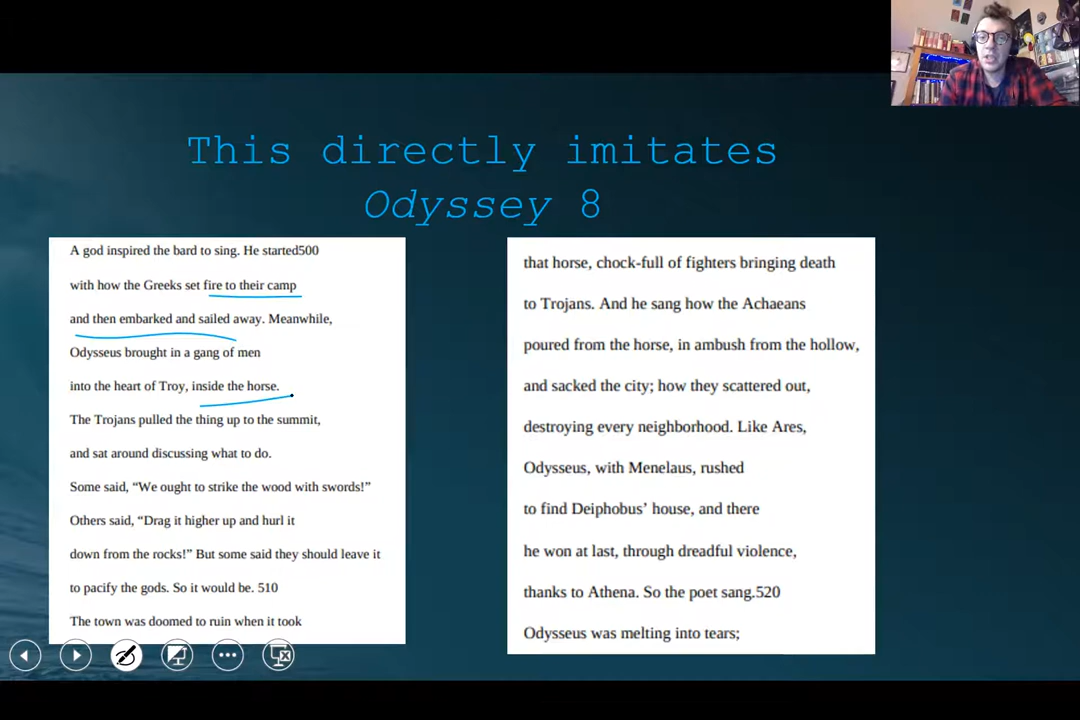 This directly imitates
Odyssey 8
A god inspired the bard to sing. He started500
with how the Greeks set fire to their camp
and then embarked and sailed away. Meanwhile,
Odysseus brought in a gang of men
into the heart of Troy, inside the horse.
The Trojans pulled the thing up to the summit,
and sat around discussing what to do.
Some said, “We ought to strike the wood with swords!”
Others said, “Drag it higher up and hurl it
down from the rocks!” But some said they should leave it
to pacify the gods. So it would be. 510
The town was doomed to ruin when it took
that horse, chock-full of fighters bringing death
to Trojans. And he sang how the Achaeans
poured from the horse, in ambush from the hollow,
and sacked the city; how they scattered out,
destroying every neighborhood. Like Ares,
Odysseus, with Menelaus, rushed
to find Deiphobus’ house, and there
he won at last, through dreadful violence,
thanks to Athena. So the poet sang.520
Odysseus was melting into tears;